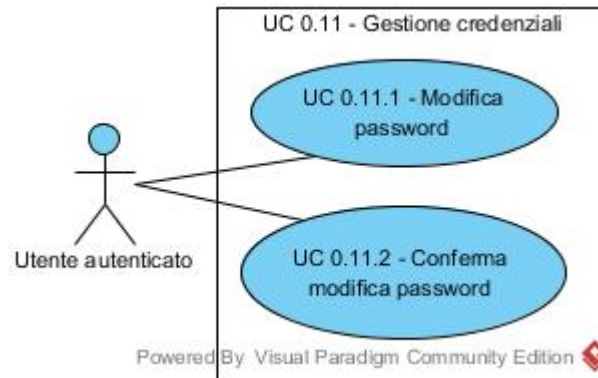 UC 0.11 - Gestione credenziali
UC 0.11.1 - Modifica
password
Utente autenticato
UC 0.11.2 - Conferma
modifica password
Powered By Visual Paradigm Community Edition